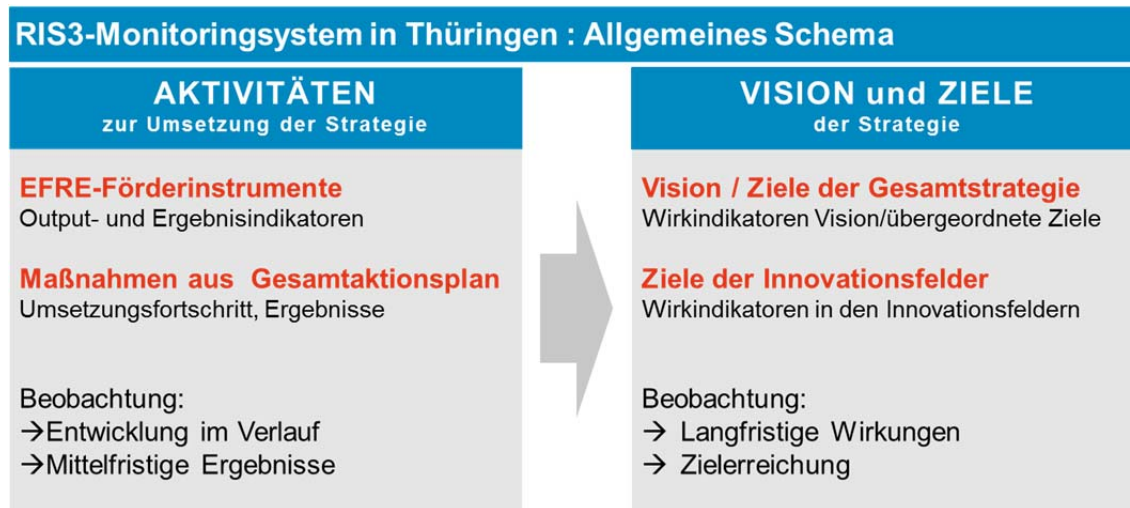 RIS3-Monitoringsystem in Thüringen : Allgemeines Schema
AKTIVITÄTEN
zur Umsetzung der Strategie
EFRE-Förderinstrumente
Output- und Ergebnisindikatoren
Maßnahmen aus Gesamtaktionsplan
Umsetzungsfortschritt, Ergebnisse
Beobachtung:
→Entwicklung im Verlauf
→Mittelfristige Ergebnisse
VISION und ZIELE
der Strategie
Vision / Ziele der Gesamtstrategie
Wirkindikatoren Vision/übergeordnete Ziele
Ziele der Innovationsfelder
Wirkindikatoren in den Innovationsfeldern
Beobachtung:
→ Langfristige Wirkungen
→ Zielerreichung